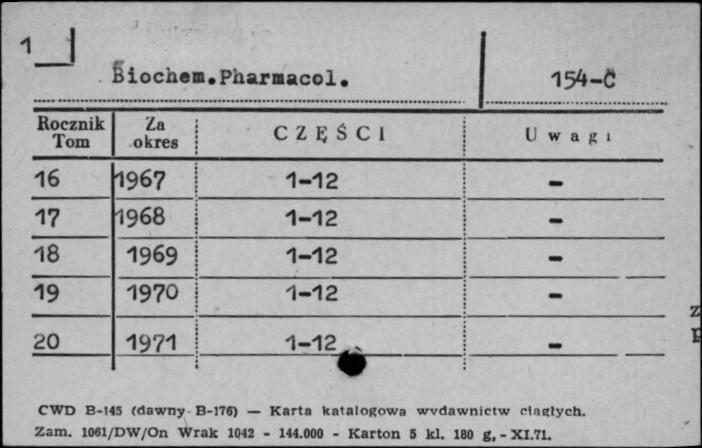 1
Biochem.Pharmacol. 154-C
Rocznik Tom Za okres CZĘŚCI Uwagi
16 1967 1-12 -
17 1968 1-12 -
18 1969 1-12 -
19 1970 1-12 -
20 1971 1-12 -
CWD B-145 (dawny B-176) — Karta katalogowa wydawnictw ciągłych.
Zam. 1061/DW/On Wrak 1042 - 144.000 - Karton 5 kl. 180 g, - XI.71.